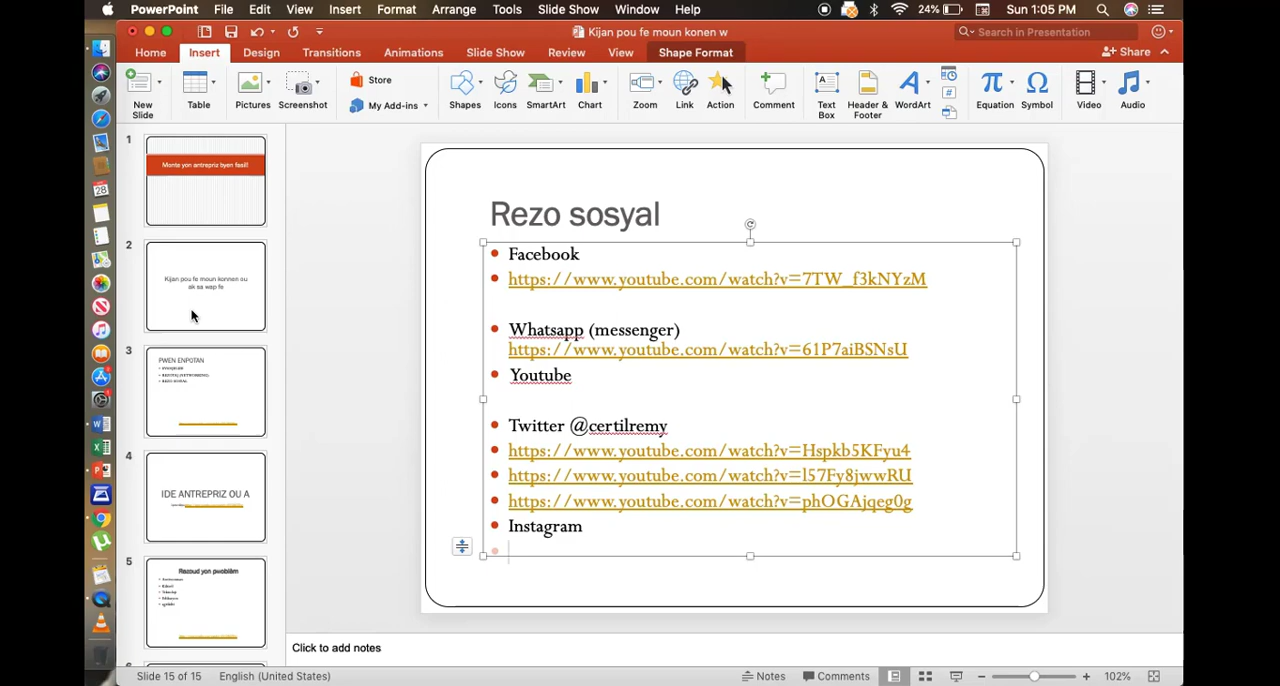 PowerPoint File Edit View Insert Format Arrange Tools Slide Show Window Help 24% Sun 1:05 PM
Kijan pou fe moun konen w
Search in Presentation
Home Insert Design Transitions Animations Slide Show Review View Shape Format
Share
New Slide
Table
Pictures
Screenshot
Store
My Add-ins
Shapes
Icons
SmartArt
Chart
Zoom
Link
Action
Comment
Text Box
Header & Footer
WordArt
Equation
Symbol
Video
Audio
1
Monte yon antrepriz byen fasil!
2
Kijan pou fe moun konnen ou
ak sa wap fe
3
PWEN ENPOTAN
REZO SOSYAL
4
IDE ANTREPRIZ OU A
5
Rezoud yon pwoblèm
Rezo sosyal
Facebook
https://www.youtube.com/watch?v=7TW_f3kNYzM
Whatsapp (messenger)
https://www.youtube.com/watch?v=61P7aiBSNsU
Youtube
Twitter @certilremy
https://www.youtube.com/watch?v=Hspkb5KFyu4
https://www.youtube.com/watch?v=l57Fy8jwwRU
https://www.youtube.com/watch?v=phOGAjqeg0g
Instagram
Click to add notes
Slide 15 of 15 English (United States) Notes Comments 102%